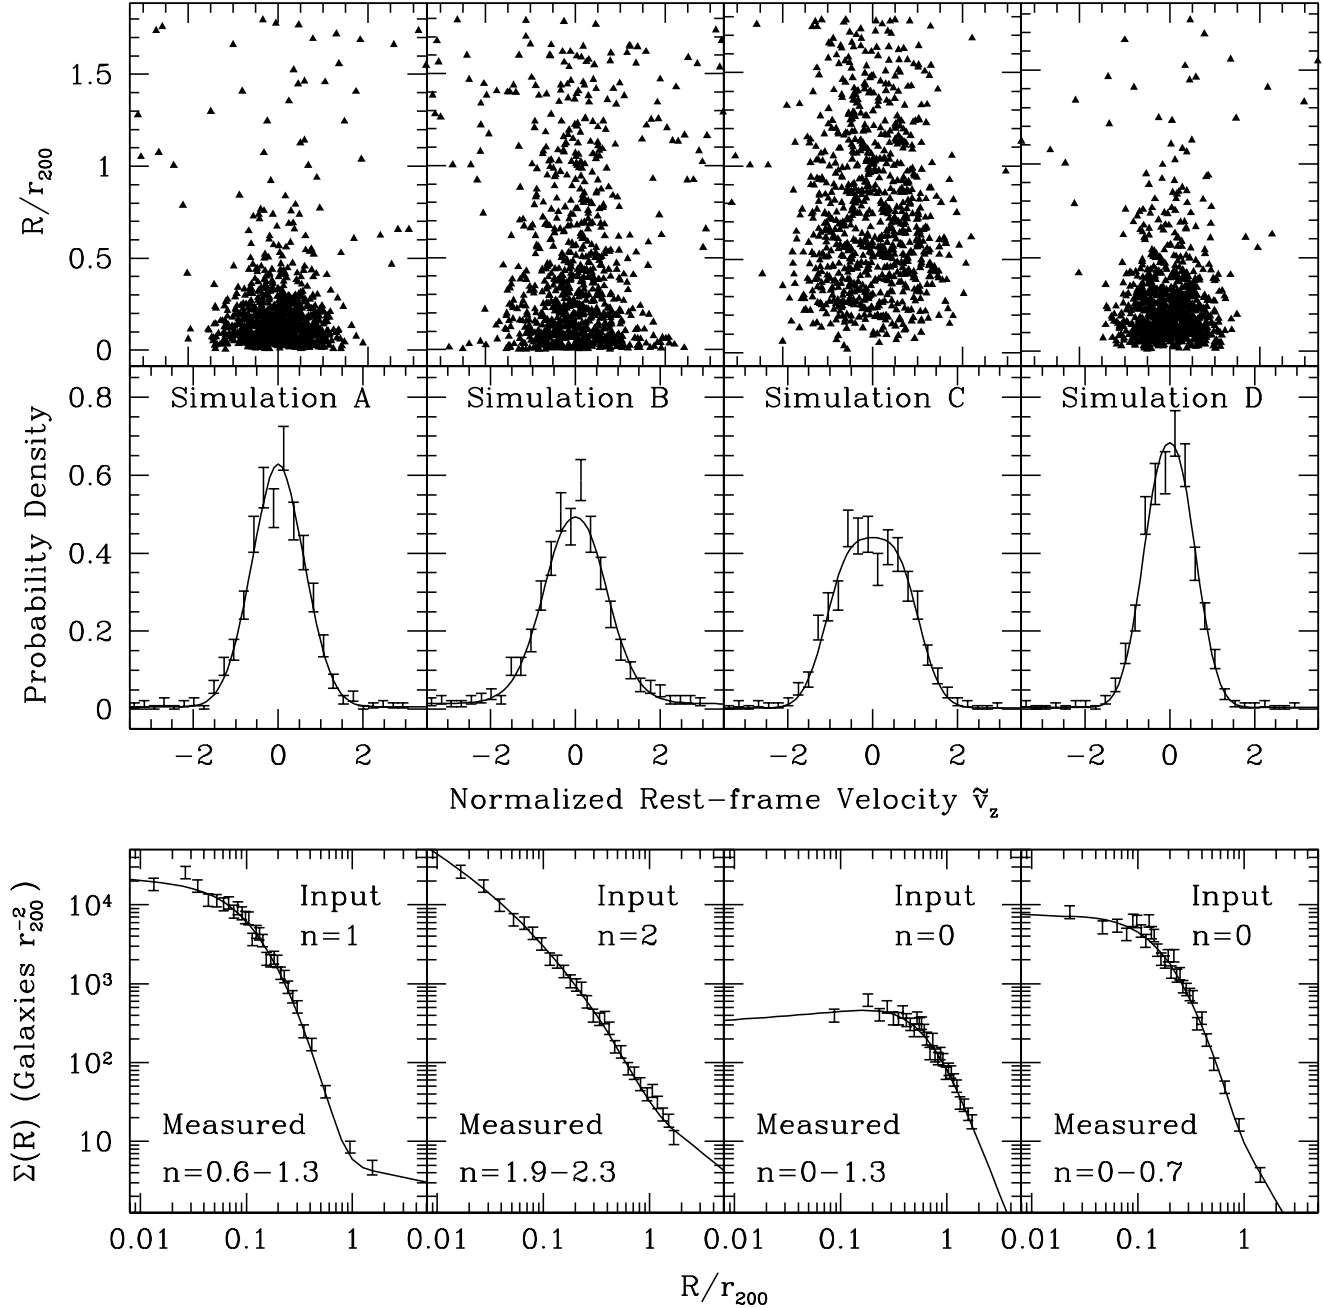 R/r200
1.5
1
0.5
0
Probability Density
Simulation A
Simulation B
Simulation C
Simulation D
0.8
0.6
0.4
0.2
0
−2 0 2
−2 0 2
−2 0 2
−2 0 2
Normalized Rest−frame Velocity ṽz
Σ(R) (Galaxies r200^-2)
10⁴
10³
10²
10
Input
n=1
Measured
n=0.6−1.3
Input
n=2
Measured
n=1.9−2.3
Input
n=0
Measured
n=0−1.3
Input
n=0
Measured
n=0−0.7
0.01 0.1 1
0.01 0.1 1
0.01 0.1 1
0.01 0.1 1
R/r200